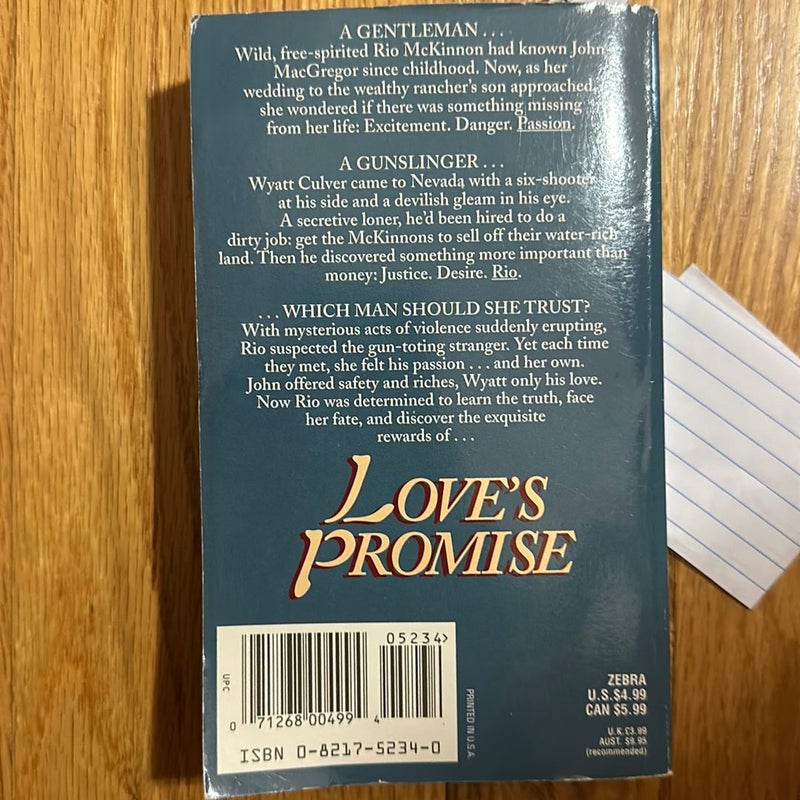 A GENTLEMAN . . .
Wild, free-spirited Rio McKinnon had known John
MacGregor since childhood. Now, as her
wedding to the wealthy rancher's son approached,
she wondered if there was something missing
from her life: Excitement. Danger. Passion.
A GUNSLINGER . . .
Wyatt Culver came to Nevada with a six-shooter
at his side and a devilish gleam in his eye.
A secretive loner, he'd been hired to do a
dirty job: get the McKinnons to sell off their water-rich
land. Then he discovered something more important than
money: Justice. Desire. Rio.
. . . WHICH MAN SHOULD SHE TRUST?
With mysterious acts of violence suddenly erupting,
Rio suspected the gun-toting stranger. Yet each time
they met, she felt his passion . . . and her own.
John offered safety and riches, Wyatt only his love.
Now Rio was determined to learn the truth, face
her fate, and discover the exquisite
rewards of . . .
LOVE'S
PROMISE
05234>
UPC
0 71268 00499 4
ISBN 0-8217-5234-0
PRINTED IN U.S.A.
ZEBRA
U.S.$4.99
CAN $5.99
U.K.£3.99
AUST. $9.95
(recommended)